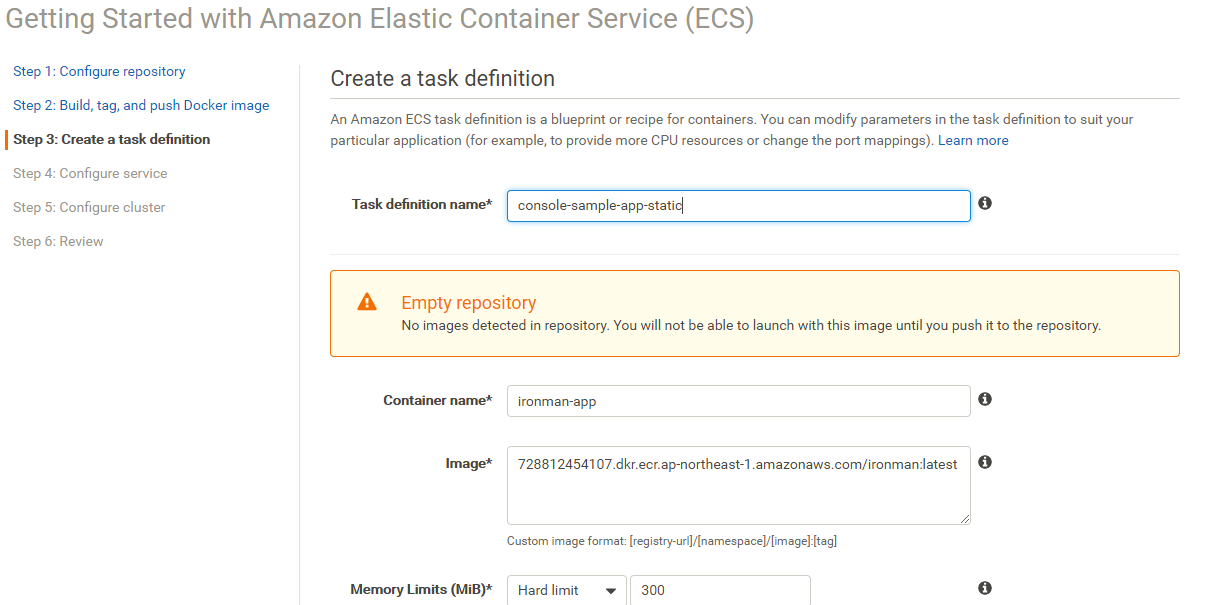 Getting Started with Amazon Elastic Container Service (ECS)
Step 1: Configure repository
Step 2: Build, tag, and push Docker image
Step 3: Create a task definition
Step 4: Configure service
Step 5: Configure cluster
Step 6: Review
Create a task definition
An Amazon ECS task definition is a blueprint or recipe for containers. You can modify parameters in the task definition to suit your
particular application (for example, to provide more CPU resources or change the port mappings). Learn more
Task definition name* console-sample-app-static
Empty repository
No images detected in repository. You will not be able to launch with this image until you push it to the repository.
Container name* ironman-app
Image* 728812454107.dkr.ecr.ap-northeast-1.amazonaws.com/ironman:latest
Custom image format: [registry-url]/[namespace]/[image]:[tag]
Memory Limits (MiB)* Hard limit 300